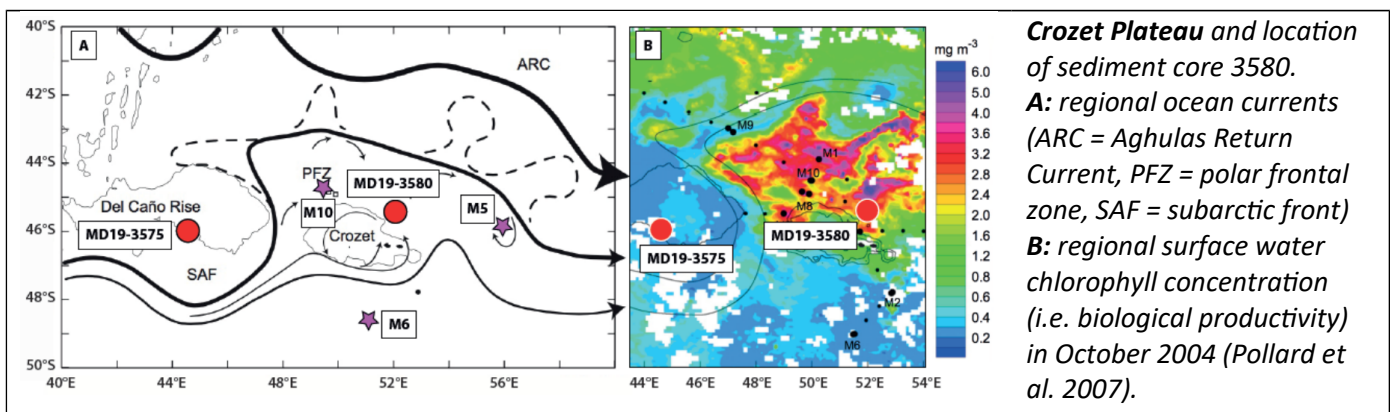 40°S
42°S
44°S
46°S
48°S
50°S
40°E
44°E
48°E
52°E
56°E
A
ARC
PFZ
MD19-3580
Del Caño Rise
M10
M5
MD19-3575
Crozet
SAF
M6
B
M9
M1
M10
M8
MD19-3580
MD19-3575
M2
M6
44°E
46°E
48°E
50°E
52°E
54°E
mg m⁻³
6.0
5.0
4.0
3.6
3.2
2.8
2.4
2.0
1.6
1.2
0.8
0.6
0.4
0.2
Crozet Plateau and location
of sediment core 3580.
A: regional ocean currents
(ARC = Aghulas Return
Current, PFZ = polar frontal
zone, SAF = subarctic front)
B: regional surface water
chlorophyll concentration
(i.e. biological productivity)
in October 2004 (Pollard et
al. 2007).